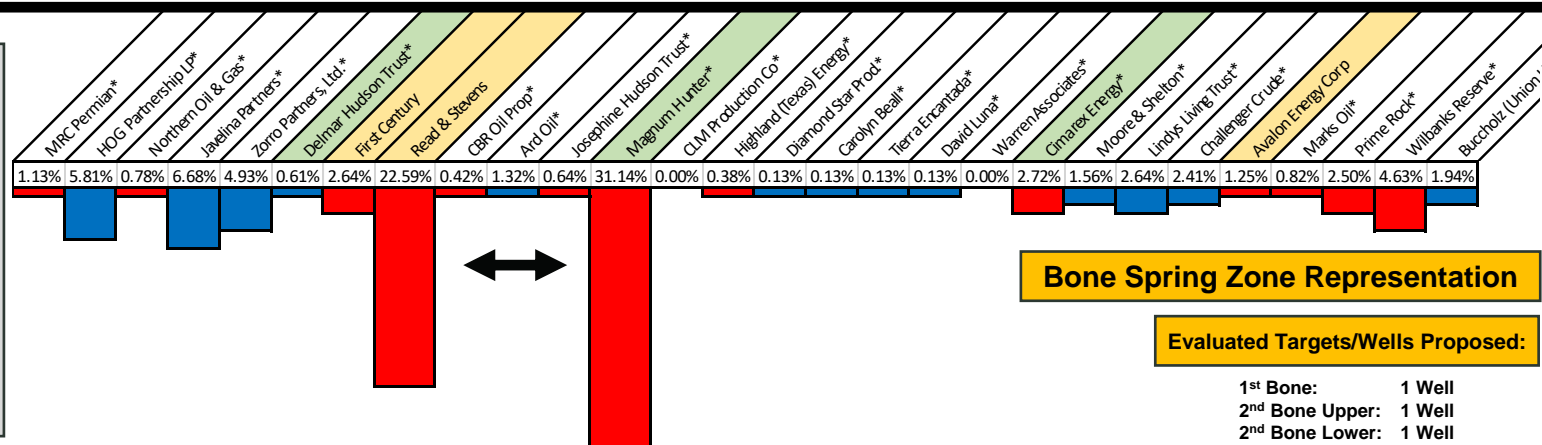 MRC Permian*
HOG Partnership LP*
Northern Oil & Gas*
Javelina Partners*
Zorro Partners, Ltd.*
Delmar Hudson Trust*
First Century
Read & Stevens
CBR Oil Prop*
Ard Oil*
Josephine Hudson Trust*
Magnum Hunter*
CLM Production Co*
Highland (Texas) Energy*
Diamond Star Prod.*
Carolyn Beall*
Tierra Encantada*
David Luna*
Warren Associates*
Cimarex Energy*
Moore & Shelton*
Lindys Living Trust*
Challenger Crude*
Avalon Energy Corp
Marks Oil*
Prime Rock*
Wilbanks Reserve*
Buccholz (Union
1.13% 5.81% 0.78% 6.68% 4.93% 0.61% 2.64% 22.59% 0.42% 1.32% 0.64% 31.14% 0.00% 0.38% 0.13% 0.13% 0.13% 0.13% 0.00% 2.72% 1.56% 2.64% 2.41% 1.25% 0.82% 2.50% 4.63% 1.94%
Bone Spring Zone Representation
Evaluated Targets/Wells Proposed:
1st Bone: 1 Well
2nd Bone Upper: 1 Well
2nd Bone Lower: 1 Well